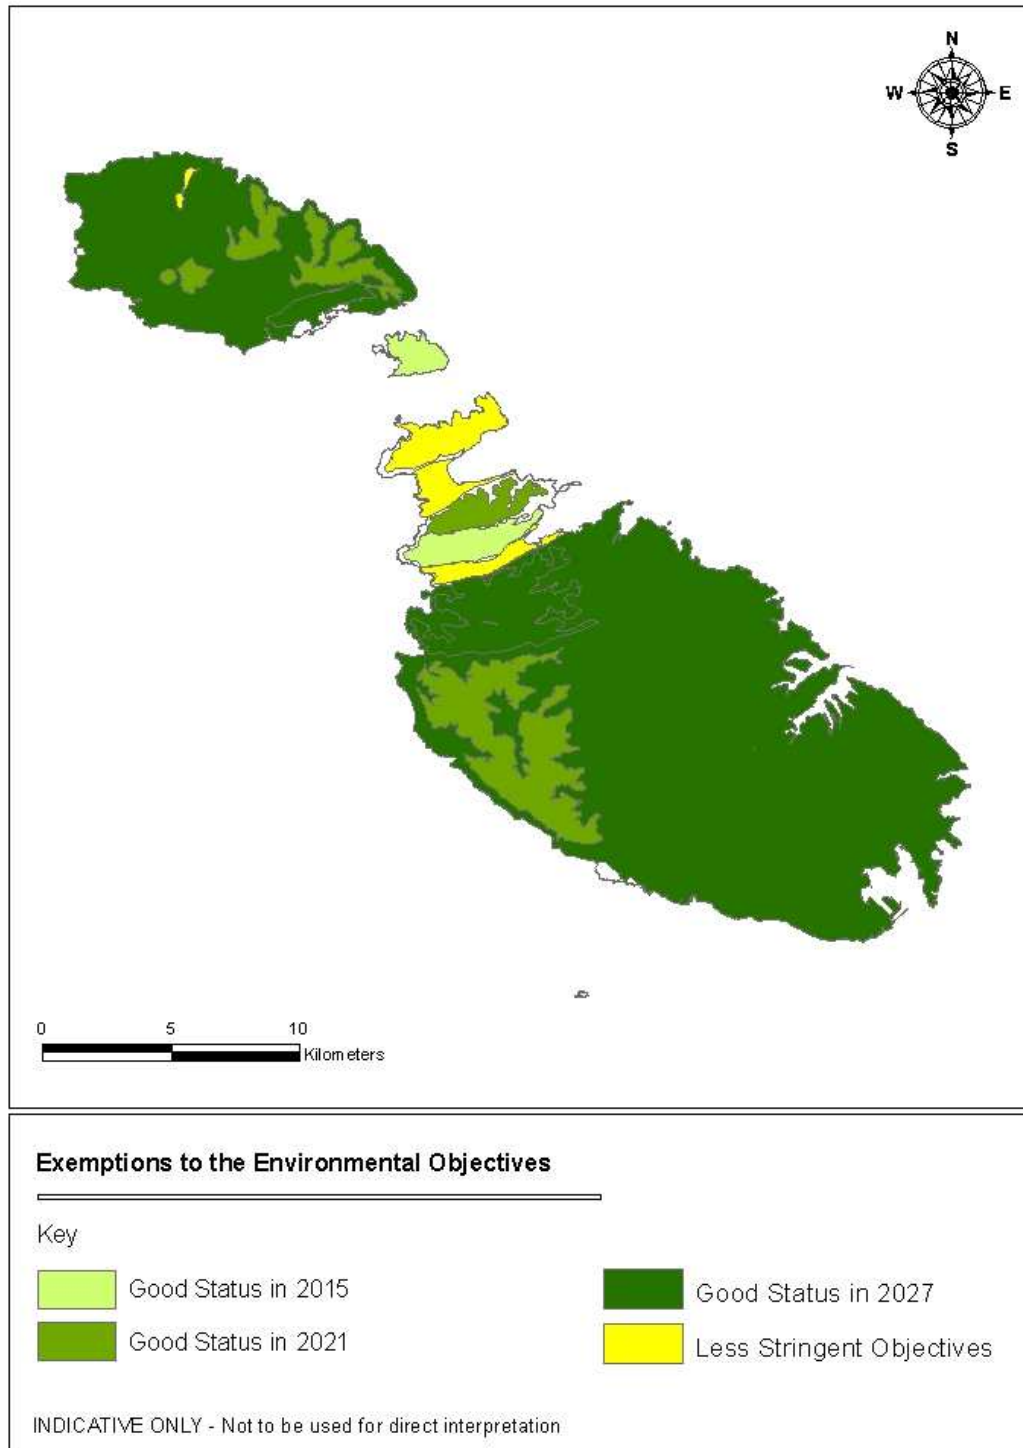 N
W E
S
0 5 10
Kilometers
Exemptions to the Environmental Objectives
Key
Good Status in 2015
Good Status in 2027
Good Status in 2021
Less Stringent Objectives
INDICATIVE ONLY - Not to be used for direct interpretation